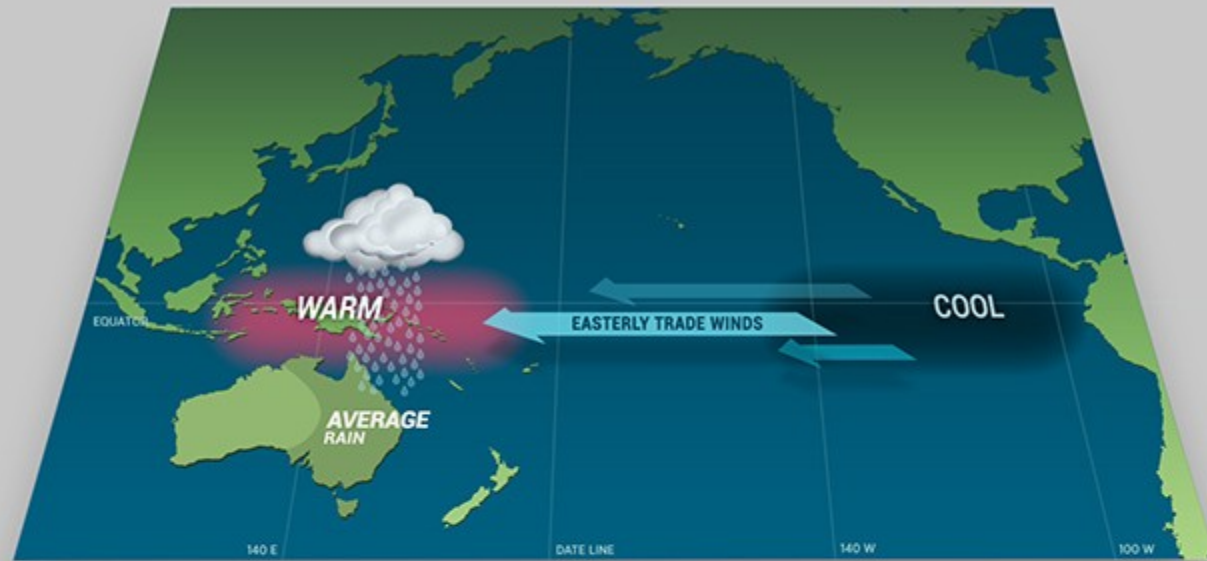 WARM
COOL
EQUATOR
EASTERLY TRADE WINDS
AVERAGE
RAIN
140 E
DATE LINE
140 W
100 W